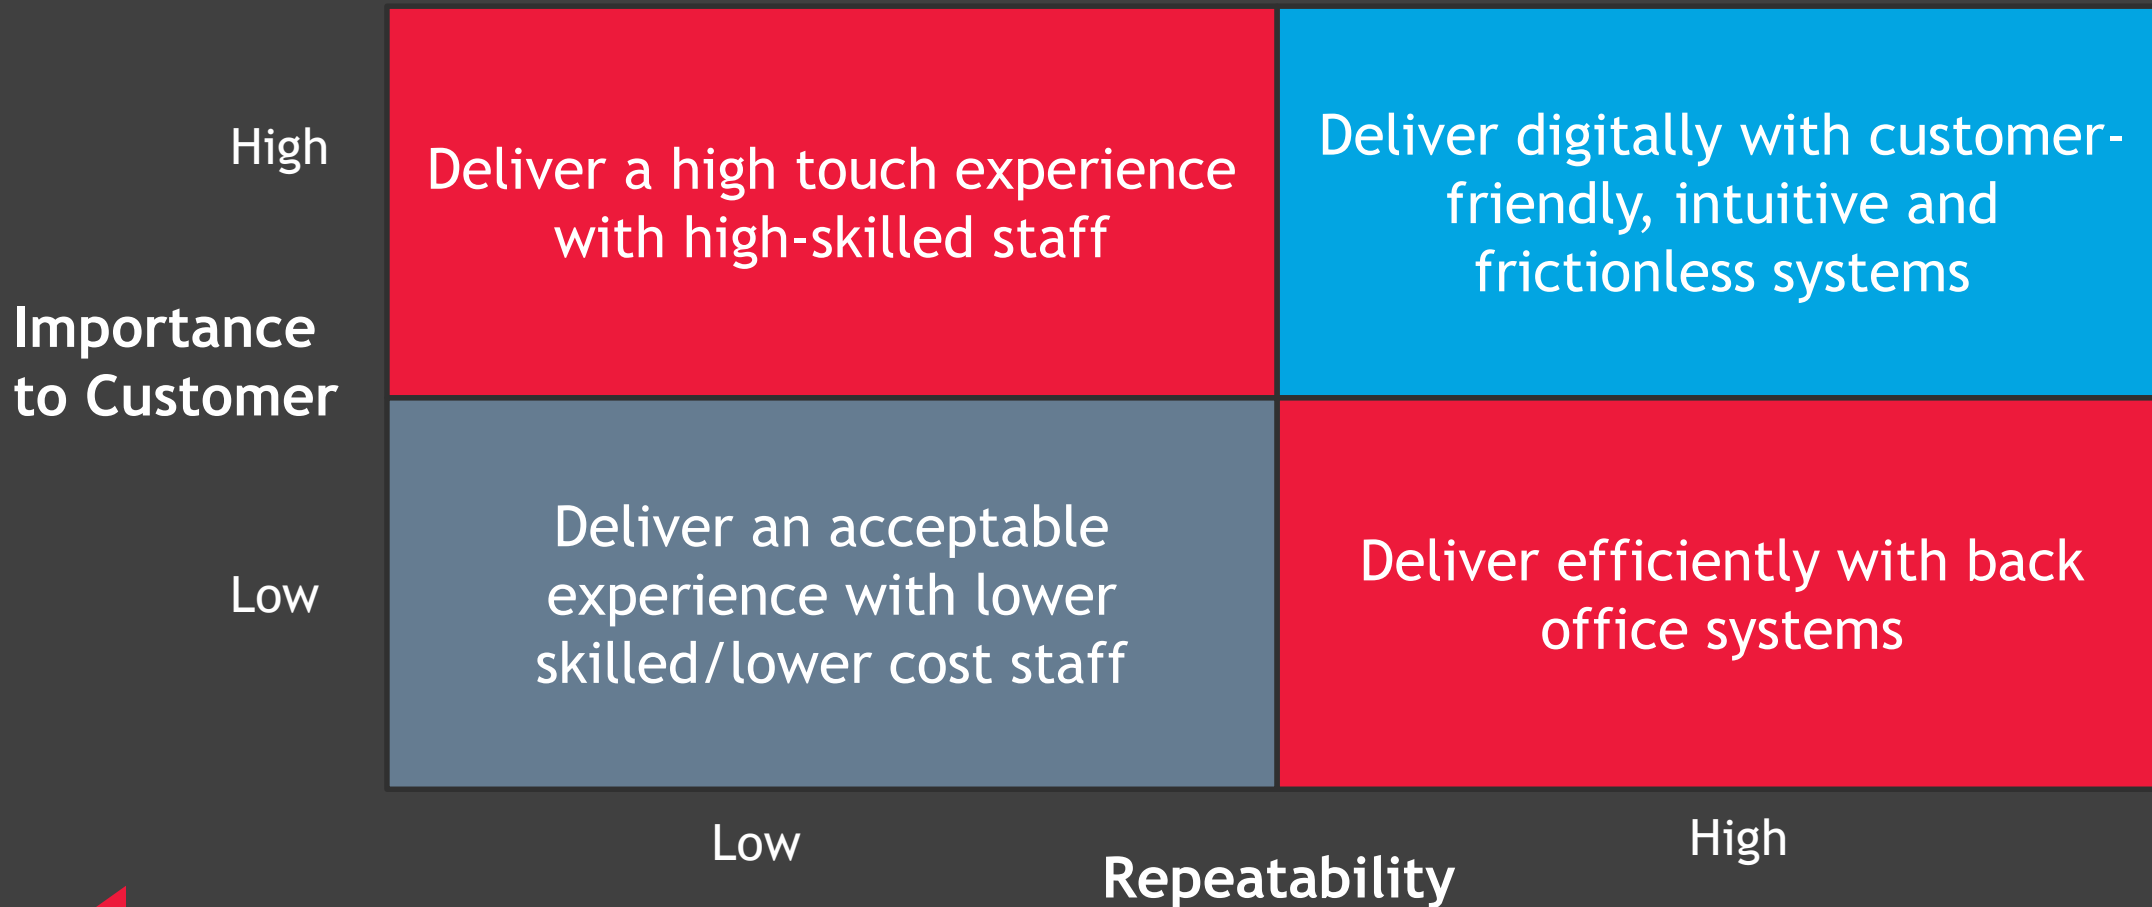 High
Deliver a high touch experience
with high-skilled staff
Deliver digitally with customer-
friendly, intuitive and
frictionless systems
Importance
to Customer
Low
Deliver an acceptable
experience with lower
skilled/lower cost staff
Deliver efficiently with back
office systems
Low
High
Repeatability